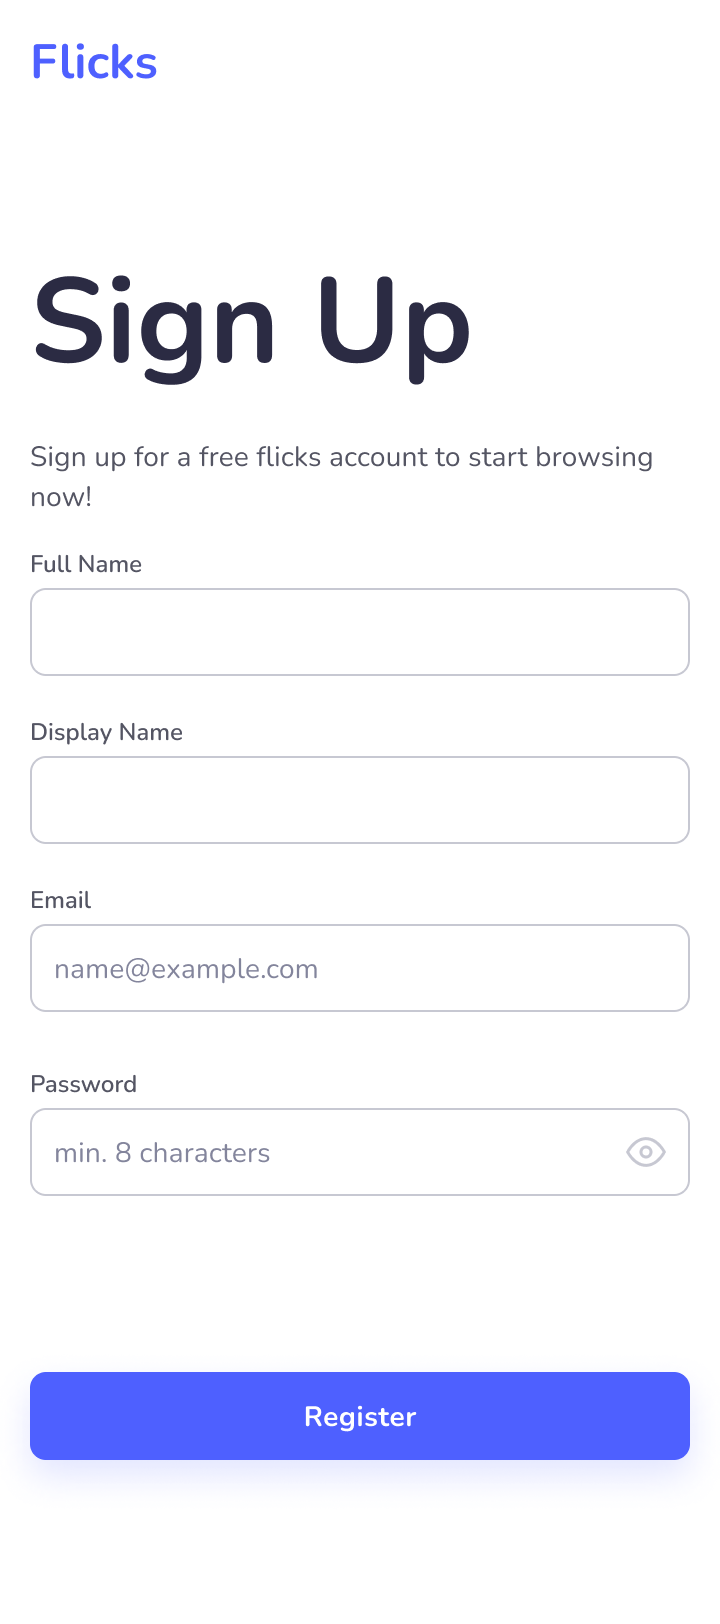 Flicks
Sign Up
Sign up for a free flicks account to start browsing
now!
Full Name
Display Name
Email
name@example.com
Password
min. 8 characters
Register